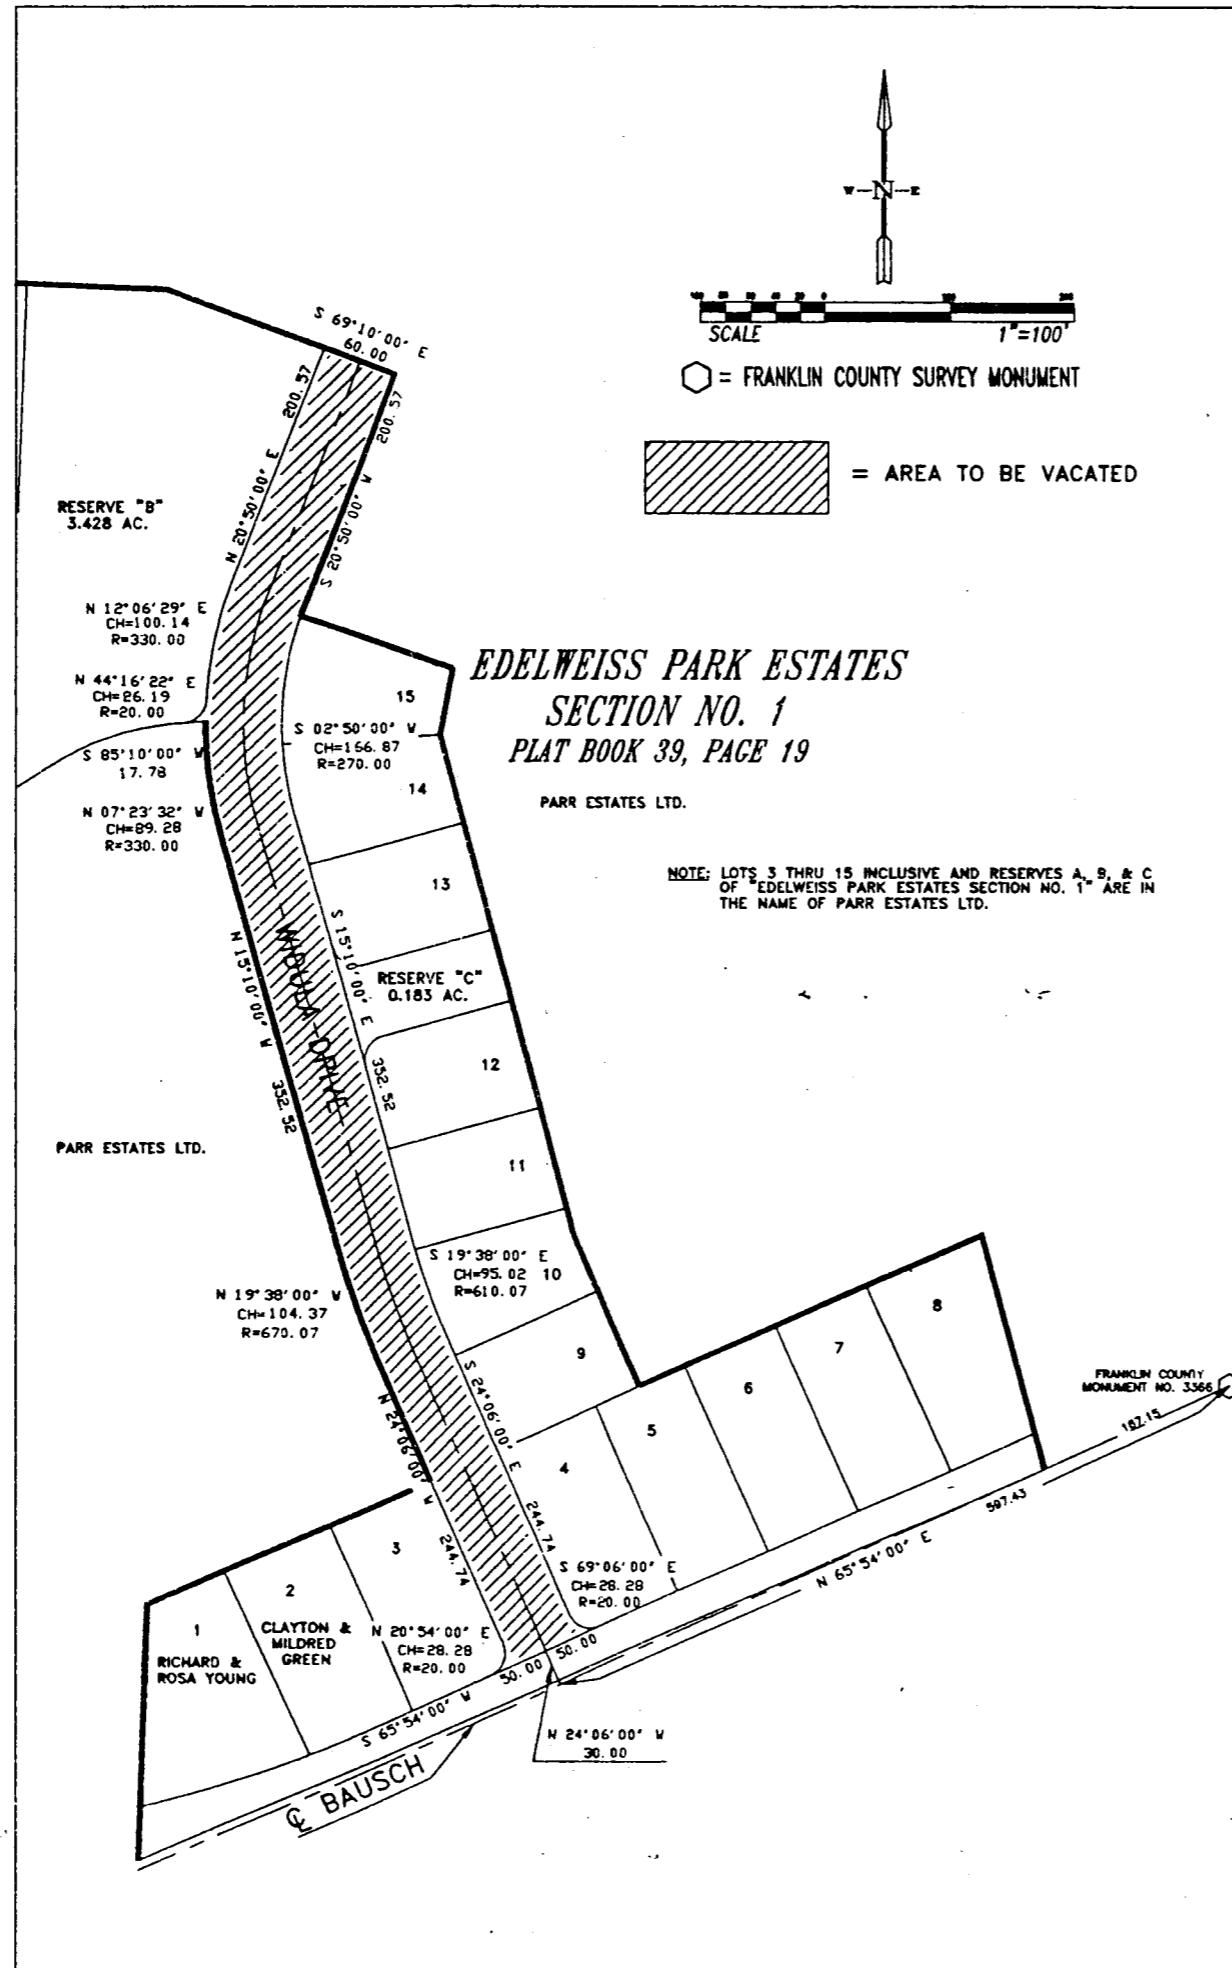 W N E
SCALE 1"=100'
= FRANKLIN COUNTY SURVEY MONUMENT
= AREA TO BE VACATED
S 69°10'00" E
60.00
200.57
N 20°50'00" E
200.57
S 20°50'00" W
RESERVE "B"
3.428 AC.
N 12°06'29" E
CH=100.14
R=330.00
N 44°16'22" E
CH=26.19
R=20.00
S 85°10'00" W
17.78
N 07°23'32" W
CH=89.28
R=330.00
EDELWEISS PARK ESTATES
SECTION NO. 1
PLAT BOOK 39, PAGE 19
PARR ESTATES LTD.
15
S 02°50'00" W
CH=166.87
R=270.00
14
13
NOTE: LOTS 3 THRU 15 INCLUSIVE AND RESERVES A, B, & C
OF "EDELWEISS PARK ESTATES SECTION NO. 1" ARE IN
THE NAME OF PARR ESTATES LTD.
S 15°10'00" E
352.52
N 15°10'00" W
352.52
DRIVE
RESERVE "C"
0.183 AC.
12
11
PARR ESTATES LTD.
S 19°38'00" E
CH=95.02 10
R=610.07
N 19°38'00" W
CH=104.37
R=670.07
9
8
7
6
5
4
FRANKLIN COUNTY
MONUMENT NO. 3366
167.15
597.43
N 65°54'00" E
S 24°06'00" E
244.74
N 24°06'00" W
244.74
3
2
CLAYTON &
MILDRED
GREEN
1
RICHARD &
ROSA YOUNG
S 69°06'00" E
CH=28.28
R=20.00
N 20°54'00" E
CH=28.28
R=20.00
50.00
50.00
S 65°54'00" W
N 24°06'00" W
30.00
℄ BAUSCH